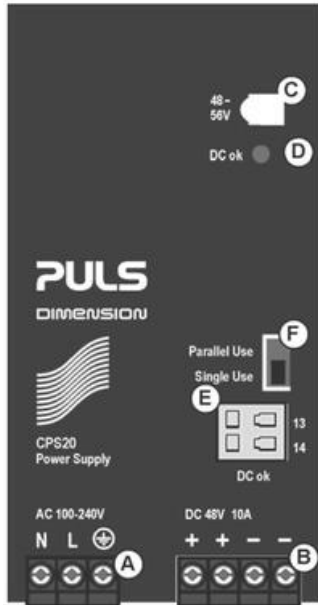 C
48–
56V
DC ok
D
PULS
DIMENSION
F
Parallel Use
Single Use
E
13
14
CPS20
Power Supply
DC ok
AC 100-240V
DC 48V 10A
N L
+ + – –
A
B